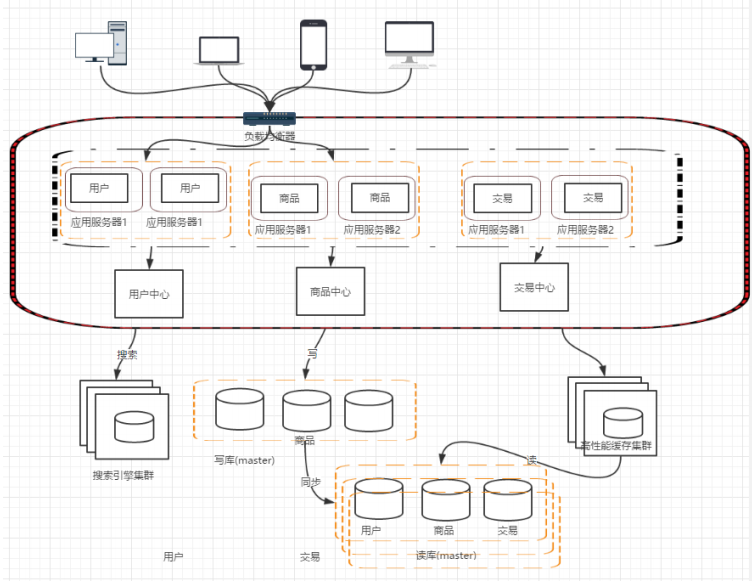 负载均衡器
用户
用户
商品
商品
交易
交易
应用服务器1
应用服务器1
应用服务器1
应用服务器2
应用服务器1
应用服务器2
用户中心
商品中心
交易中心
搜索
写
商品
高性能缓存集群
写库(master)
读
搜索引擎集群
同步
用户
商品
交易
用户
交易
读库(master)